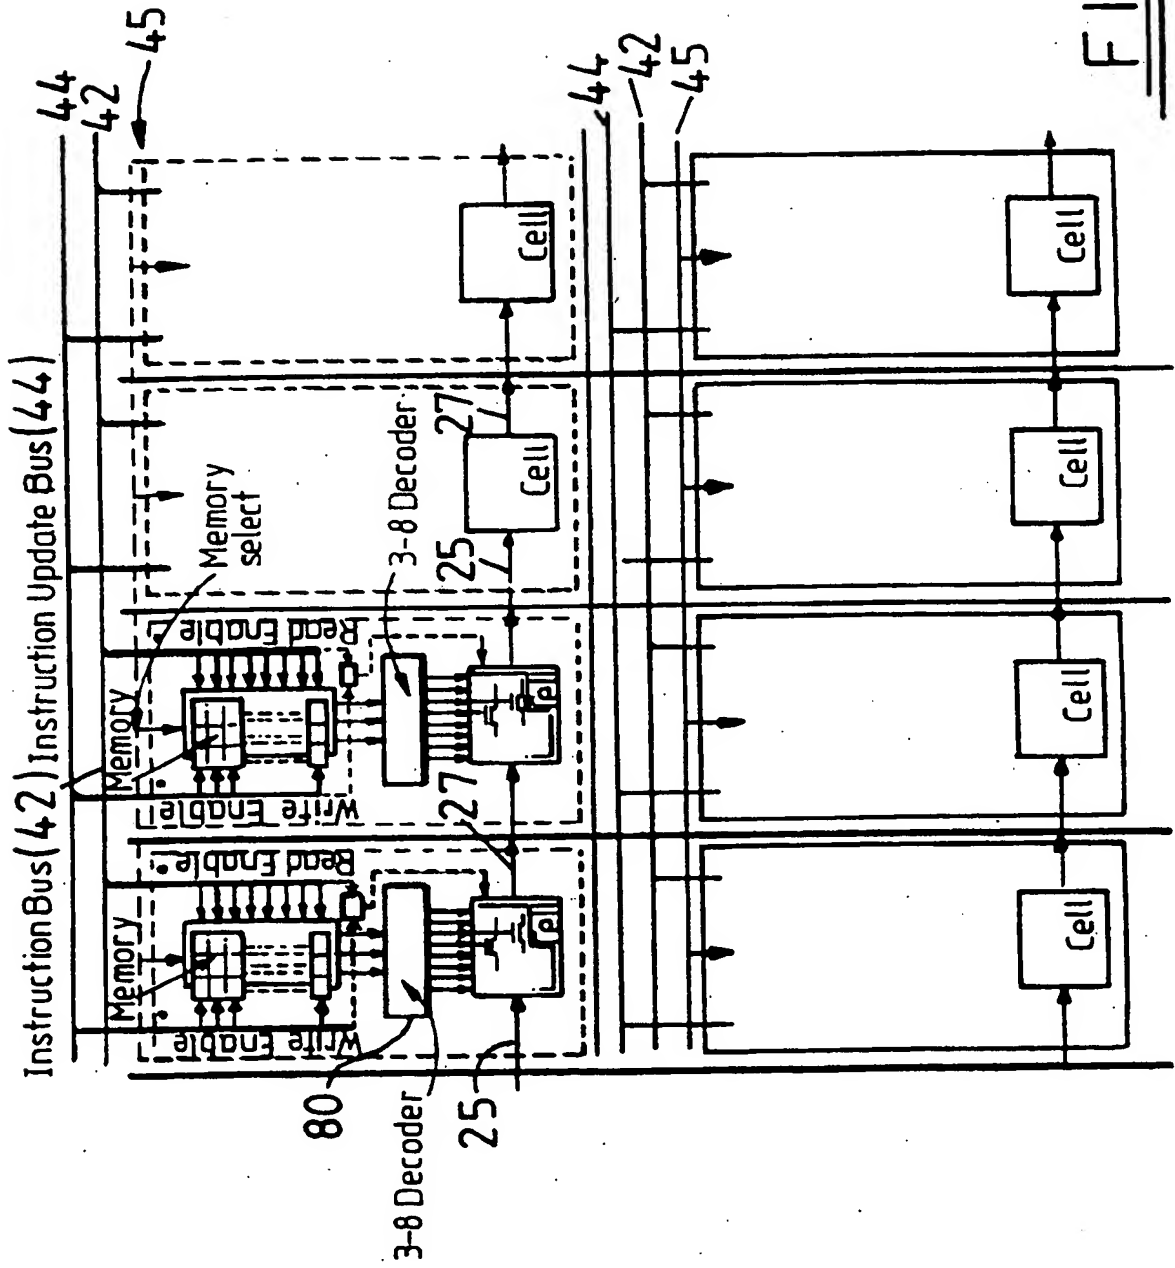 Instruction Bus(42) Instruction Update Bus(44)
44
42
45
Memory
Memory
Memory
select
Read Enable
Read Enable
Write Enable
Write Enable
80
3-8 Decoder
3-8 Decoder
25
27
25
27
Cell
Cell
44
42
45
Cell
Cell
Cell
Cell